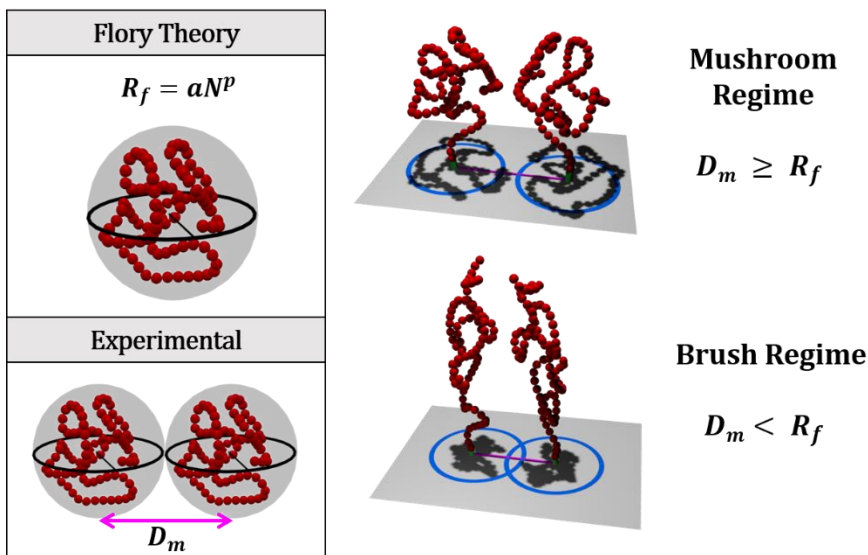 Flory Theory
R_f = aN^p
Experimental
D_m
Mushroom
Regime
D_m ≥ R_f
Brush Regime
D_m < R_f